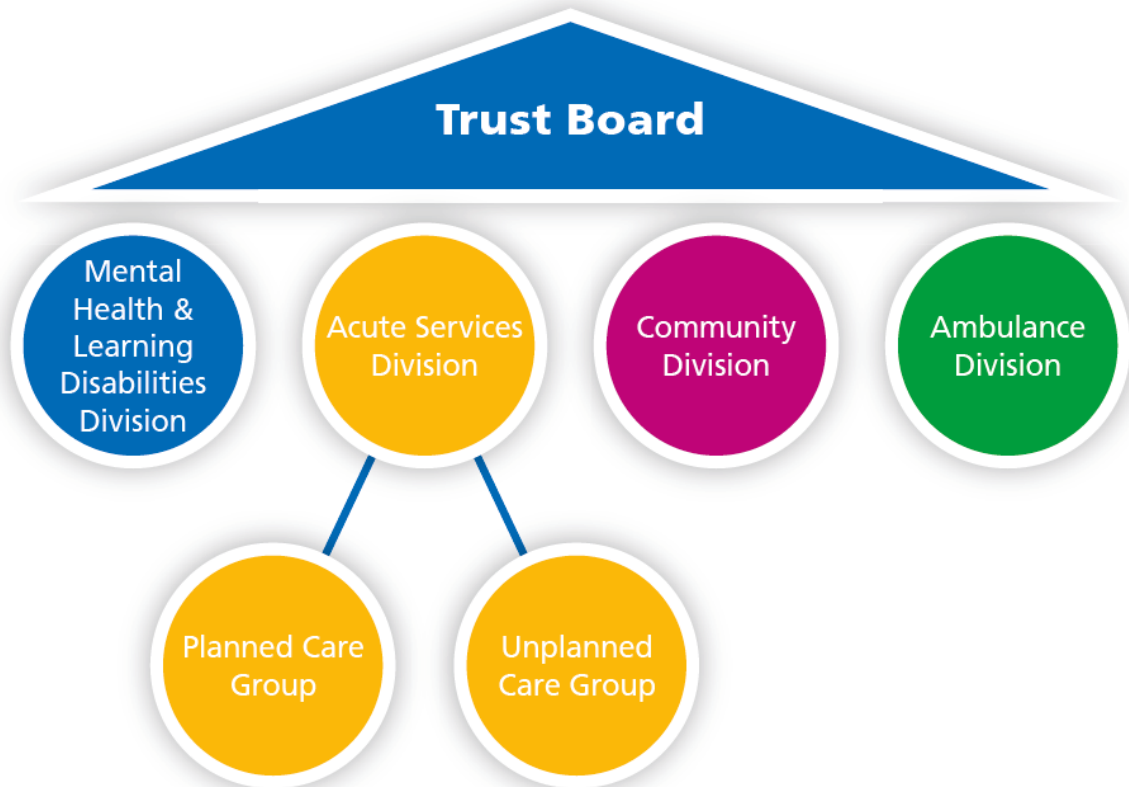 Trust Board
Mental
Health &
Learning
Disabilities
Division
Acute Services
Division
Community
Division
Ambulance
Division
Planned Care
Group
Unplanned
Care Group